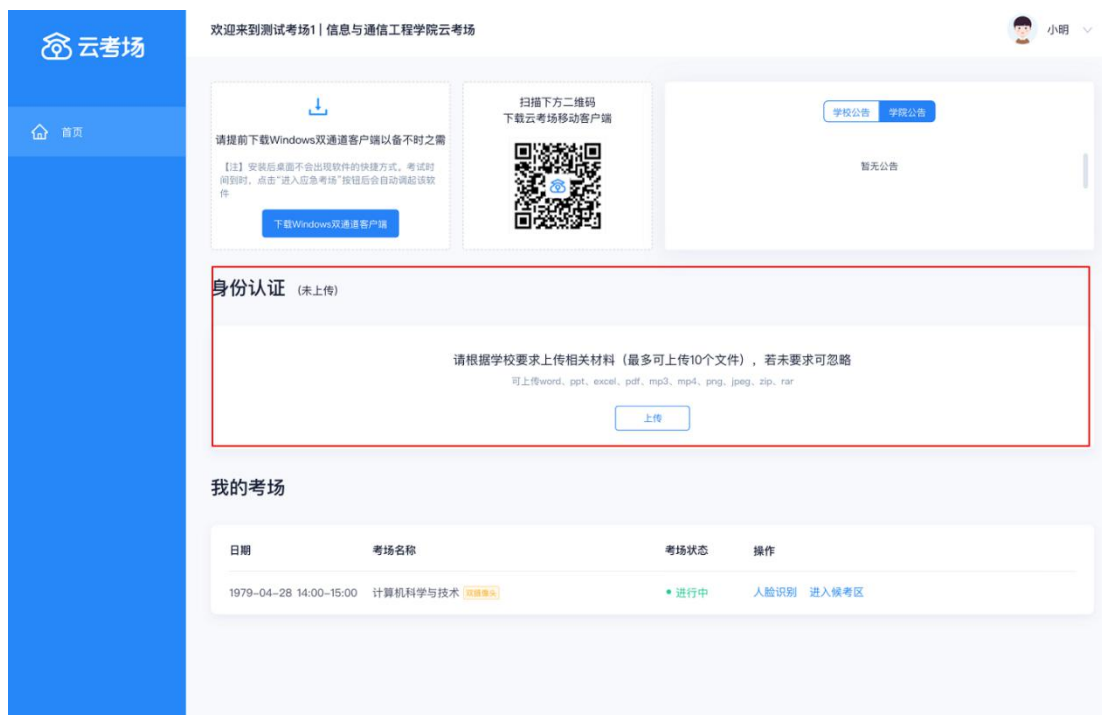 云考场
首页
欢迎来到测试考场1 | 信息与通信工程学院云考场
小明
请提前下载Windows双通道客户端以备不时之需
【注】安装后桌面不会出现软件的快捷方式，考试时
间到时，点击“进入应急考场”按钮后会自动调起该软
件
下载Windows双通道客户端
扫描下方二维码
下载云考场移动客户端
学校公告 学院公告
暂无公告
身份认证 (未上传)
请根据学校要求上传相关材料（最多可上传10个文件），若未要求可忽略
可上传word、ppt、excel、pdf、mp3、mp4、png、jpeg、zip、rar
上传
我的考场
日期 考场名称 考场状态 操作
1979-04-28 14:00-15:00 计算机科学与技术 双摄像头 进行中 人脸识别 进入候考区